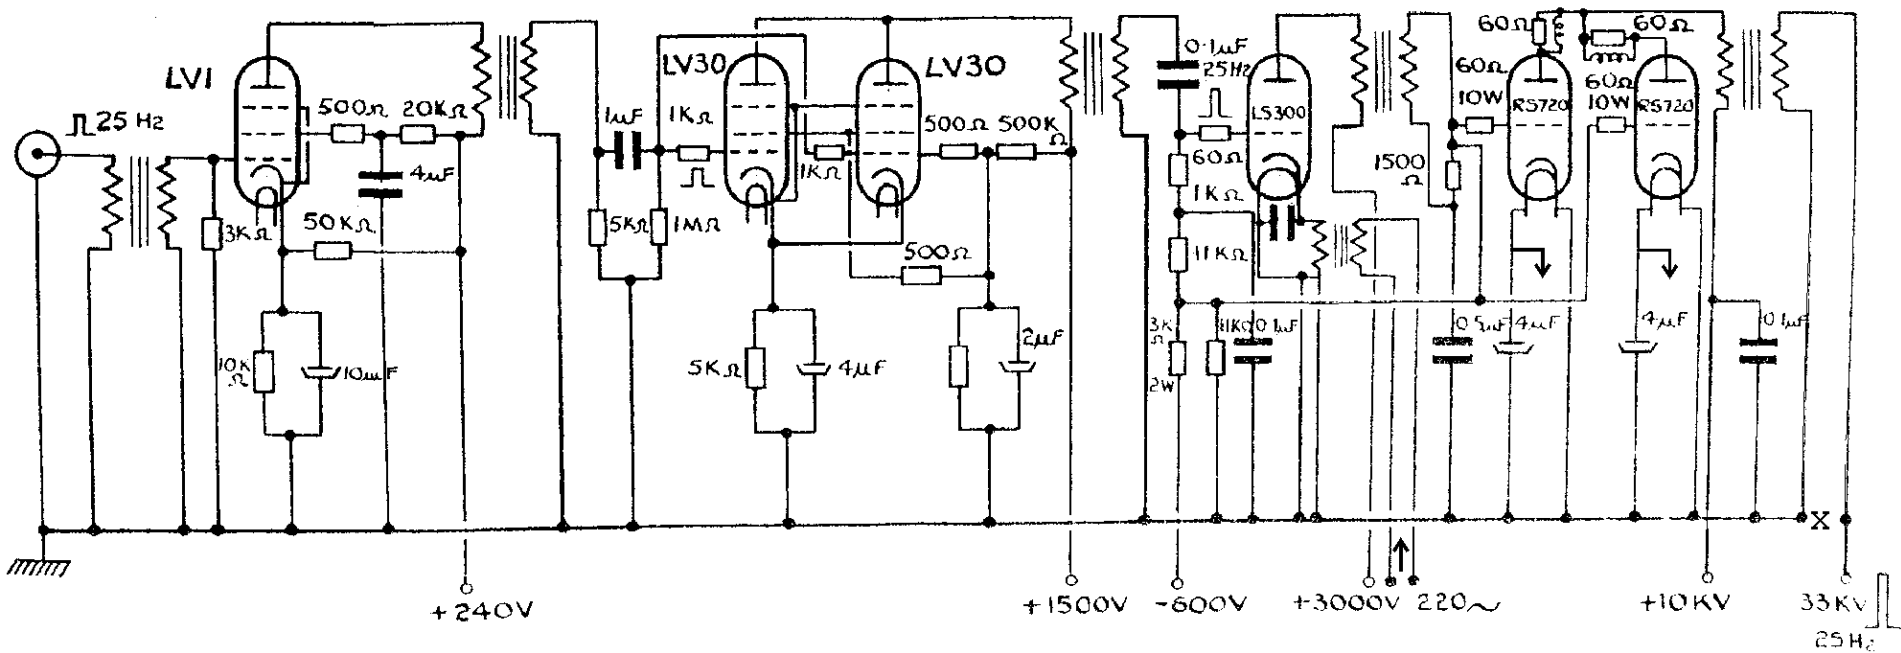 LV1
25 Hz
500Ω
20KΩ
4µF
3KΩ
50KΩ
10K
Ω
10µF
+240V
1µF
LV30
1KΩ
5KΩ
1MΩ
1KΩ
LV30
500Ω
500K
Ω
500Ω
5KΩ
4µF
2µF
+1500V
0·1µF
25Hz
60Ω
1KΩ
11KΩ
3K
Ω
2W
11KΩ
0.1µF
-600V
LS300
+3000V
220~
60Ω
10W
1500
Ω
60Ω
RS720
60Ω
60Ω
10W
RS720
0.5µF
4µF
4µF
0.1µF
+10KV
X
33KV
25Hz